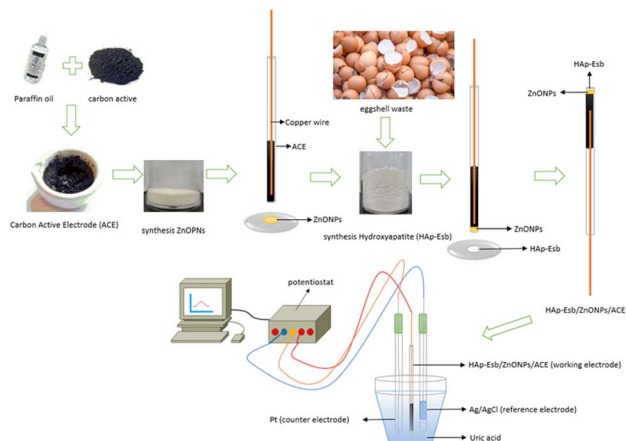 Paraffin oil
carbon active
Carbon Active Electrode (ACE)
synthesis ZnOPNs
Copper wire
ACE
ZnONPs
eggshell waste
synthesis Hydroxyapatite (HAp-Esb)
ZnONPs
HAp-Esb
HAp-Esb
ZnONPs
HAp-Esb/ZnONPs/ACE
potentiostat
HAp-Esb/ZnONPs/ACE (working electrode)
Pt (counter electrode)
Ag/AgCl (reference electrode)
Uric acid